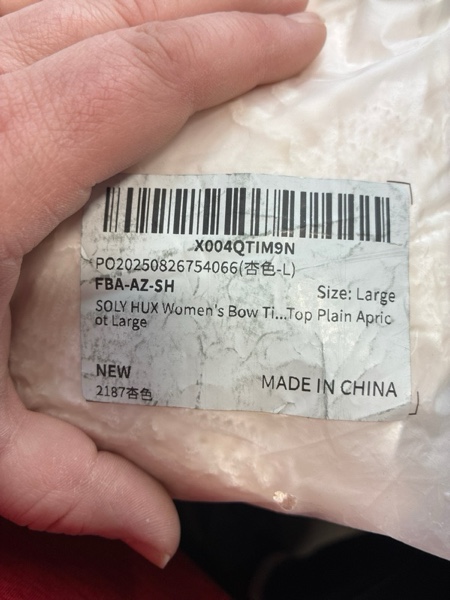 X004QTIM9N
PO20250826754066(杏色-L)
FBA-AZ-SH
Size: Large
SOLY HUX Women's Bow Ti...Top Plain Apric
ot Large
NEW
2187杏色
MADE IN CHINA